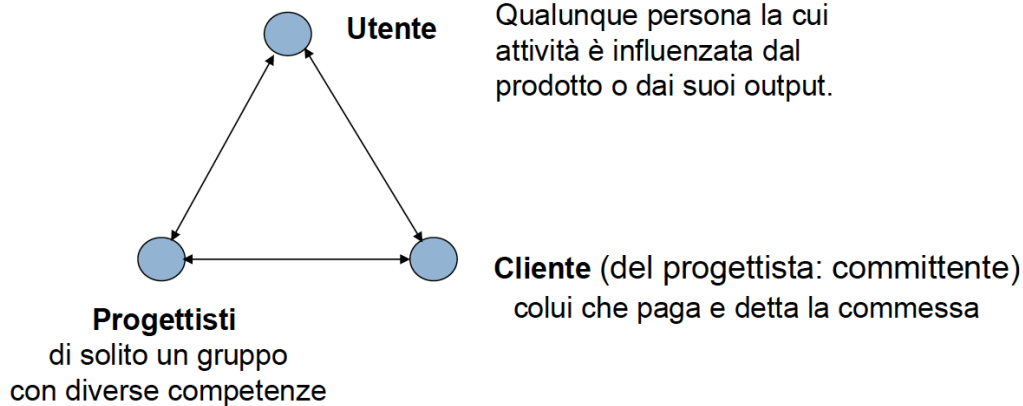 Utente
Qualunque persona la cui
attività è influenzata dal
prodotto o dai suoi output.
Cliente (del progettista: committente)
colui che paga e detta la commessa
Progettisti
di solito un gruppo
con diverse competenze